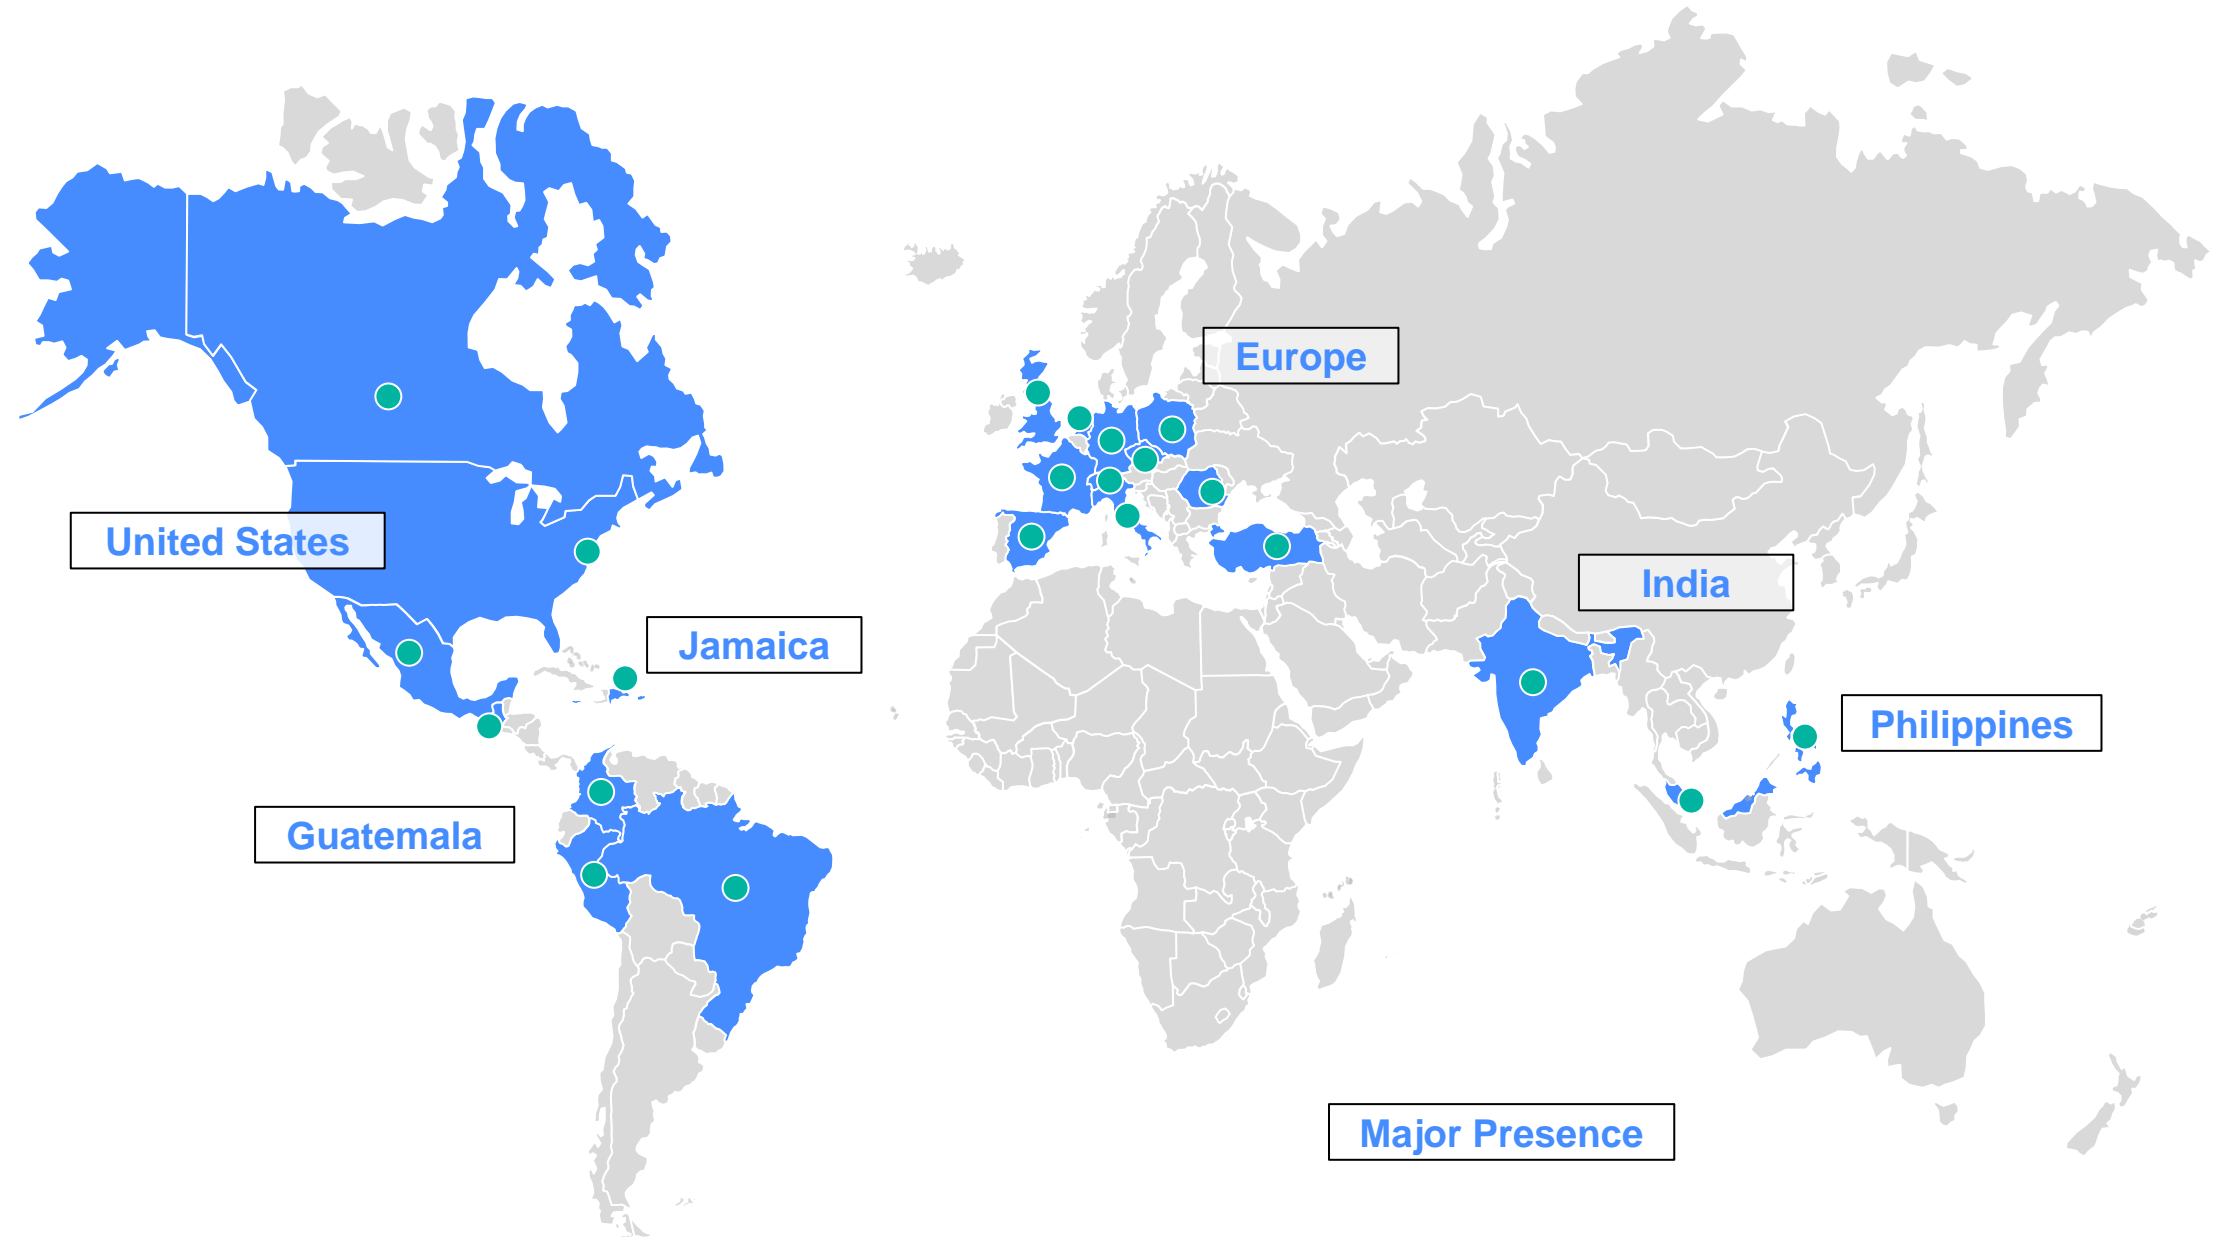 Europe
United States
India
Jamaica
Philippines
Guatemala
Major Presence